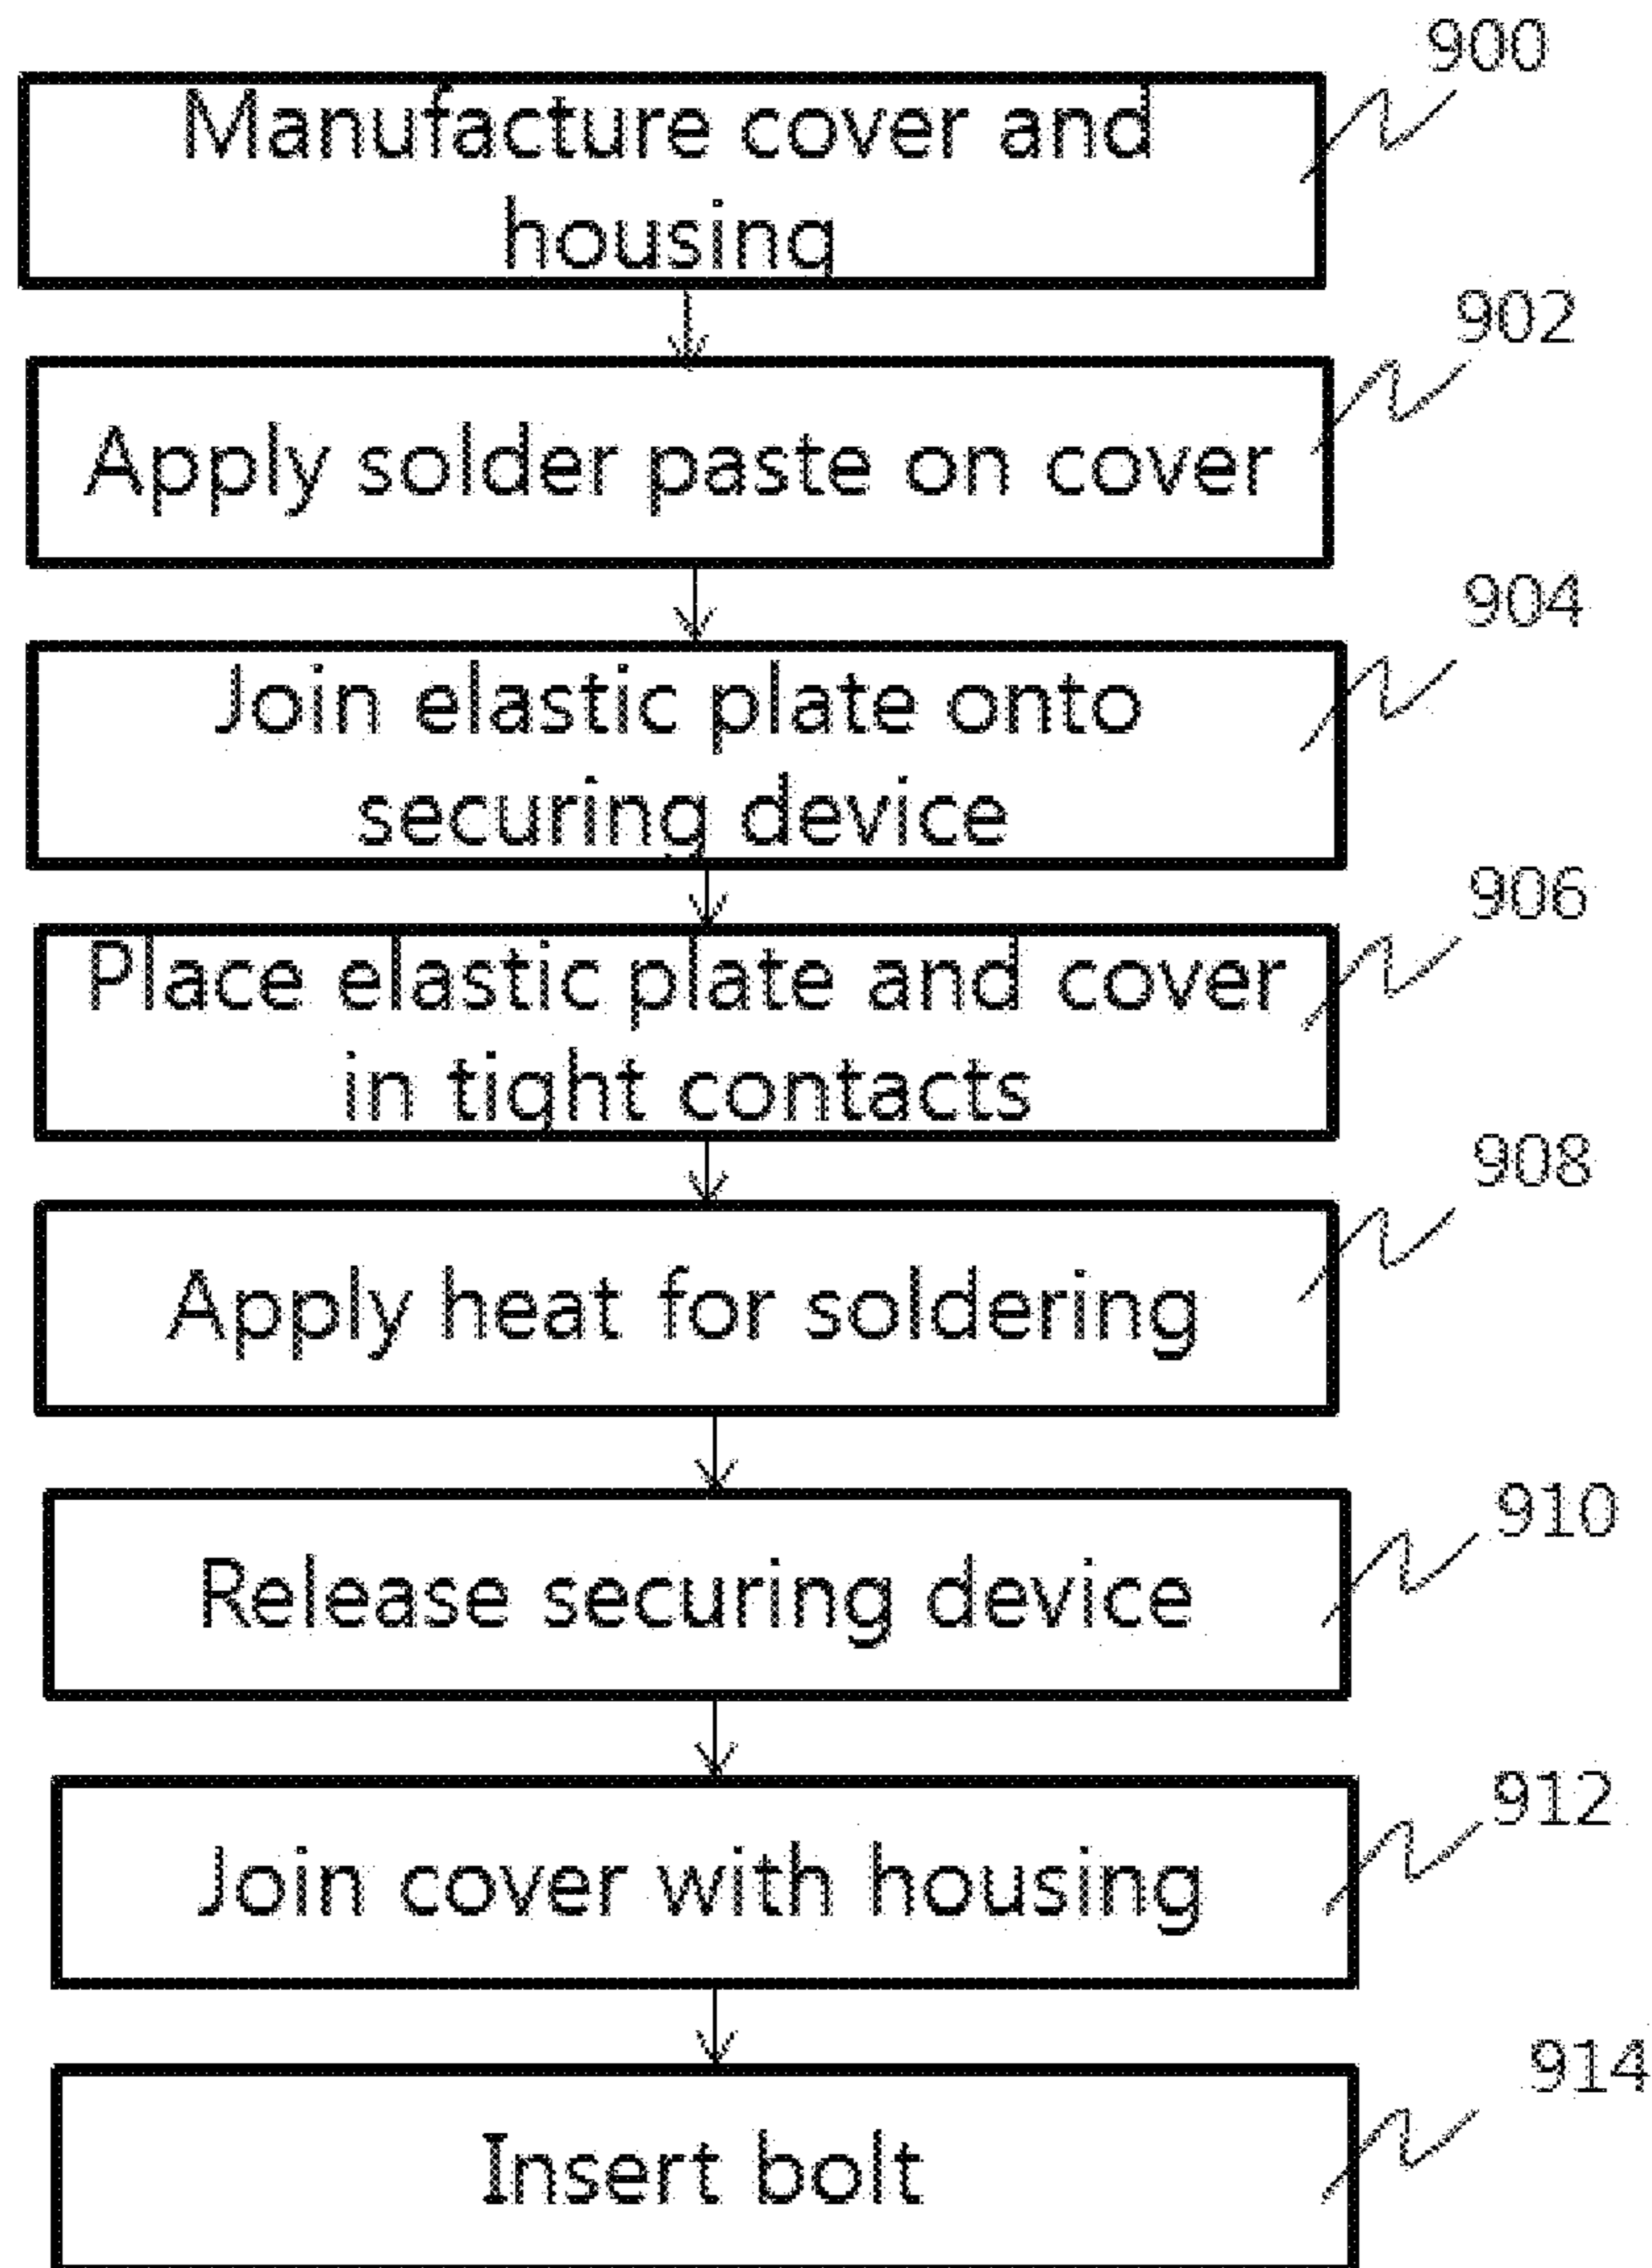 900
Manufacture cover and
housing
902
Apply solder paste on cover
904
Join elastic plate onto
securing device
906
Place elastic plate and cover
in tight contacts
908
Apply heat for soldering
910
Release securing device
912
Join cover with housing
914
Insert bolt